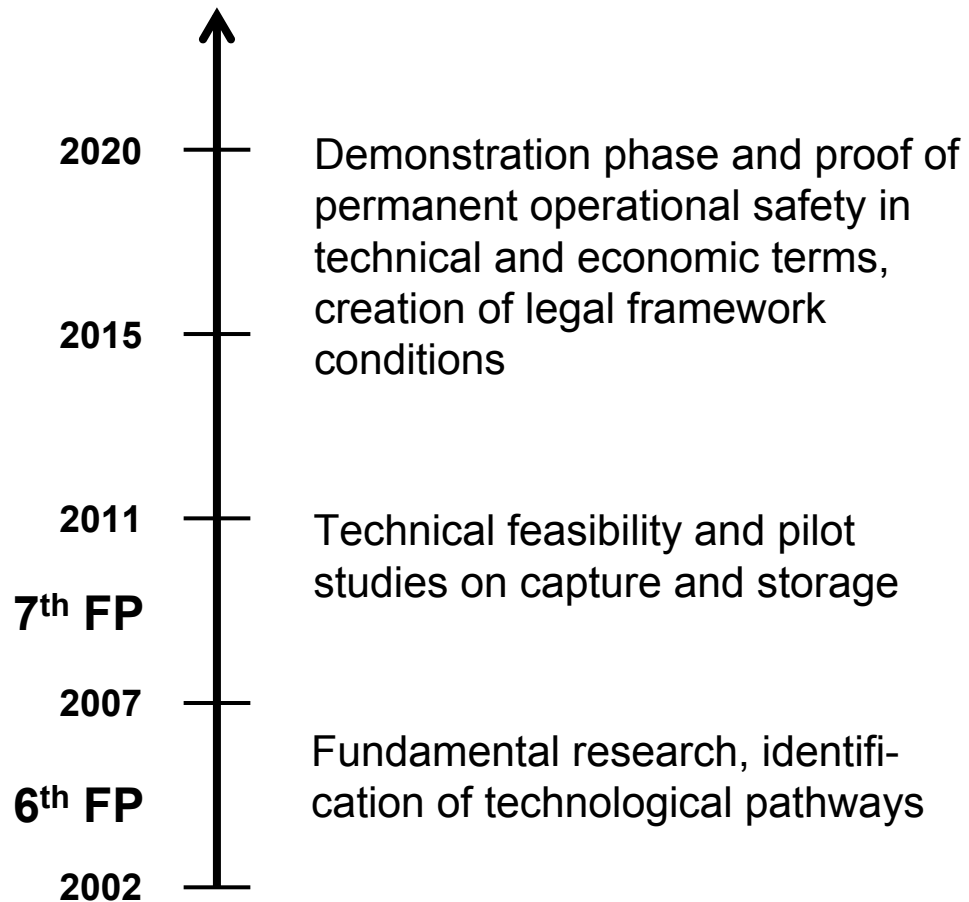 2020
Demonstration phase and proof of
permanent operational safety in
technical and economic terms,
creation of legal framework
conditions
2015
2011
Technical feasibility and pilot
studies on capture and storage
7th FP
2007
Fundamental research, identifi-
cation of technological pathways
6th FP
2002